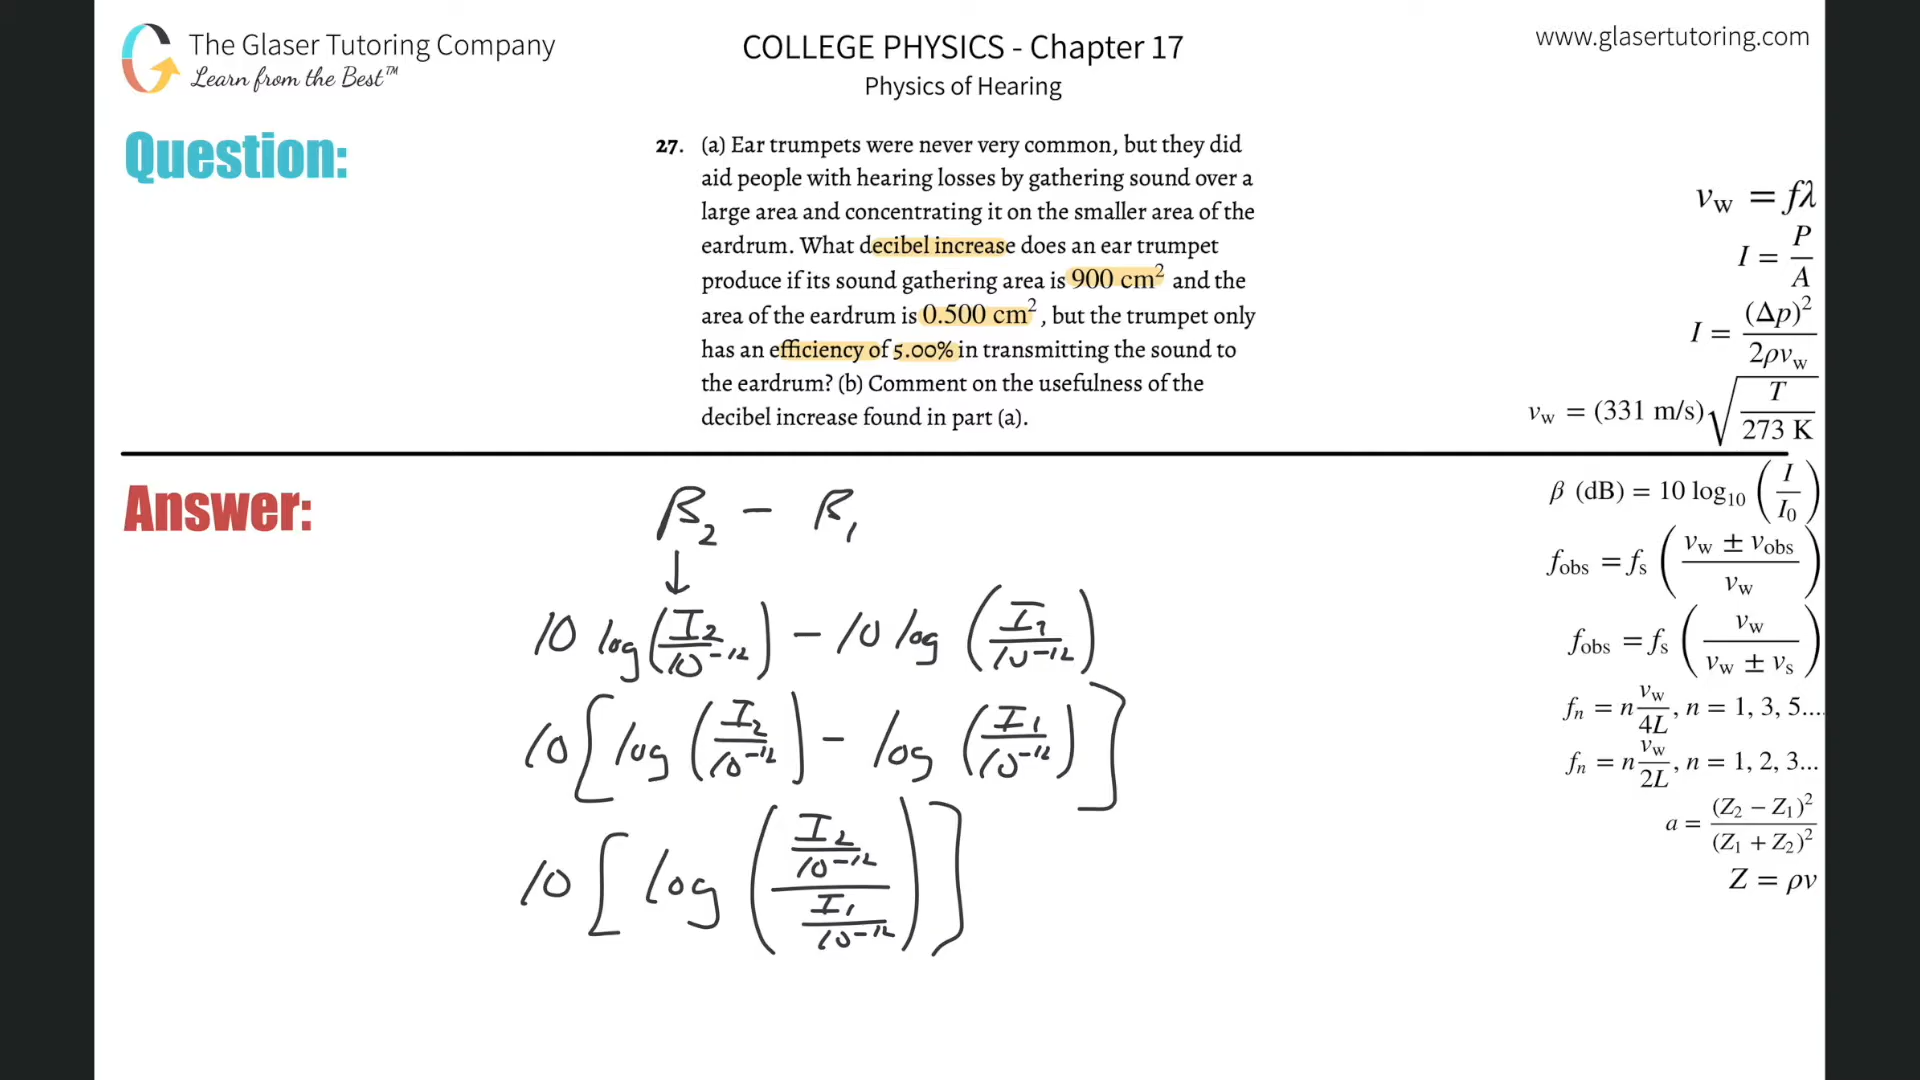 The Glaser Tutoring Company
Learn from the Best™
COLLEGE PHYSICS - Chapter 17
Physics of Hearing
www.glasertutoring.com
Question:
27. (a) Ear trumpets were never very common, but they did
aid people with hearing losses by gathering sound over a
large area and concentrating it on the smaller area of the
eardrum. What decibel increase does an ear trumpet
produce if its sound gathering area is 900 cm² and the
area of the eardrum is 0.500 cm², but the trumpet only
has an efficiency of 5.00% in transmitting the sound to
the eardrum? (b) Comment on the usefulness of the
decibel increase found in part (a).
v_w = fλ
I = P/A
I = (Δp)²/2ρv_w
v_w = (331 m/s)√(T/273 K)
Answer:
β₂ − β₁
↓
10 log(I₂/10⁻¹²) − 10 log(I₁/10⁻¹²)
10[log(I₂/10⁻¹²) − log(I₁/10⁻¹²)]
10[log((I₂/10⁻¹²)/(I₁/10⁻¹²))]
β (dB) = 10 log₁₀(I/I₀)
f_obs = f_s((v_w ± v_obs)/v_w)
f_obs = f_s(v_w/(v_w ± v_s))
f_n = n v_w/4L, n = 1, 3, 5...
f_n = n v_w/2L, n = 1, 2, 3...
a = (Z₂ − Z₁)²/(Z₁ + Z₂)²
Z = ρv